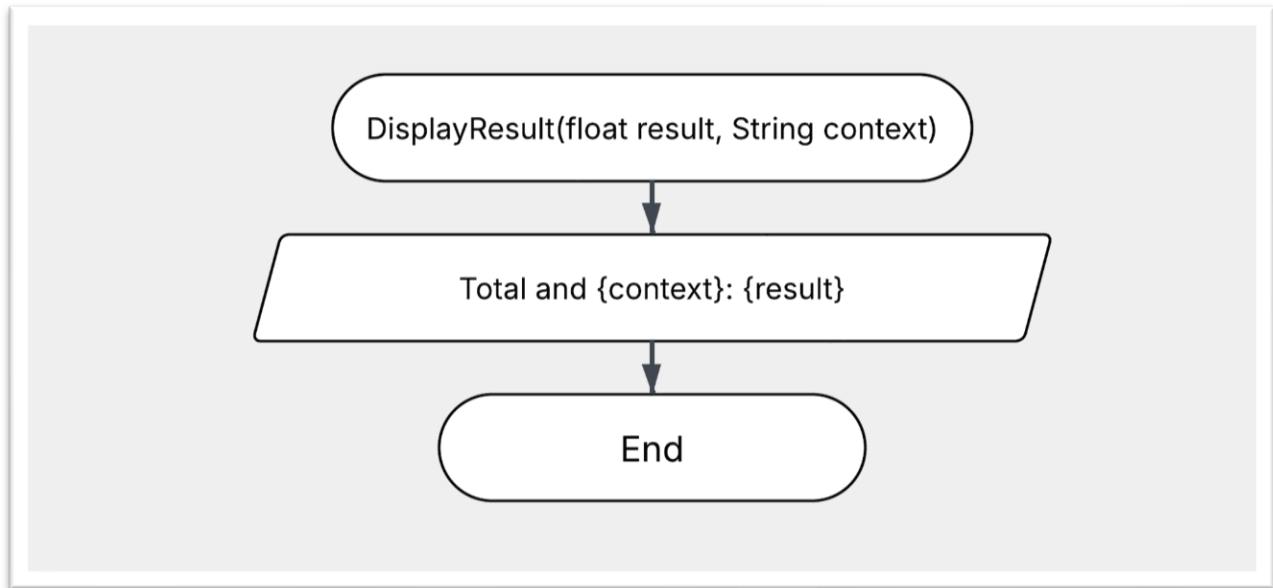 DisplayResult(float result, String context)
Total and {context}: {result}
End